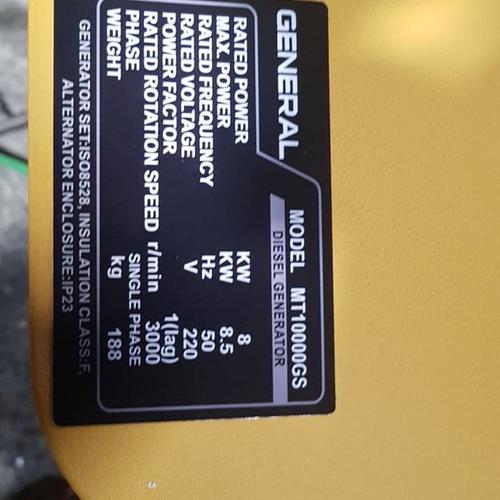 GENERAL
MODEL MT10000GS
DIESEL GENERATOR
RATED POWER KW 8
MAX. POWER KW 8.5
RATED FREQUENCY Hz 50
RATED VOLTAGE V 220
POWER FACTOR 1(lag)
RATED ROTATION SPEED r/min 3000
PHASE SINGLE PHASE
WEIGHT kg 188
GENERATOR SET:ISO8528, INSULATION CLASS:F,
ALTERNATOR ENCLOSURE:IP23